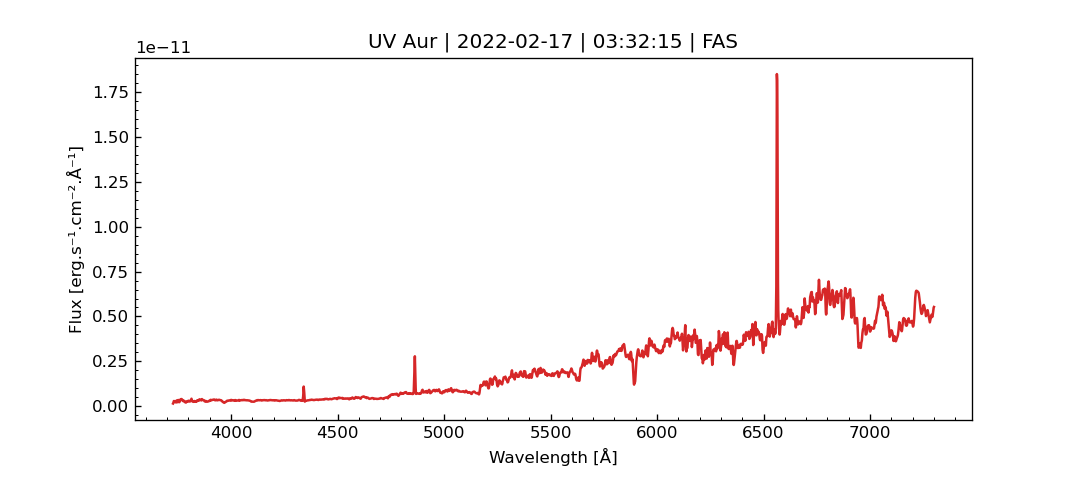 UV Aur | 2022-02-17 | 03:32:15 | FAS
1e−11
1.75
1.50
1.25
1.00
0.75
0.50
0.25
0.00
Flux [erg.s⁻¹.cm⁻².Å⁻¹]
4000 4500 5000 5500 6000 6500 7000
Wavelength [Å]